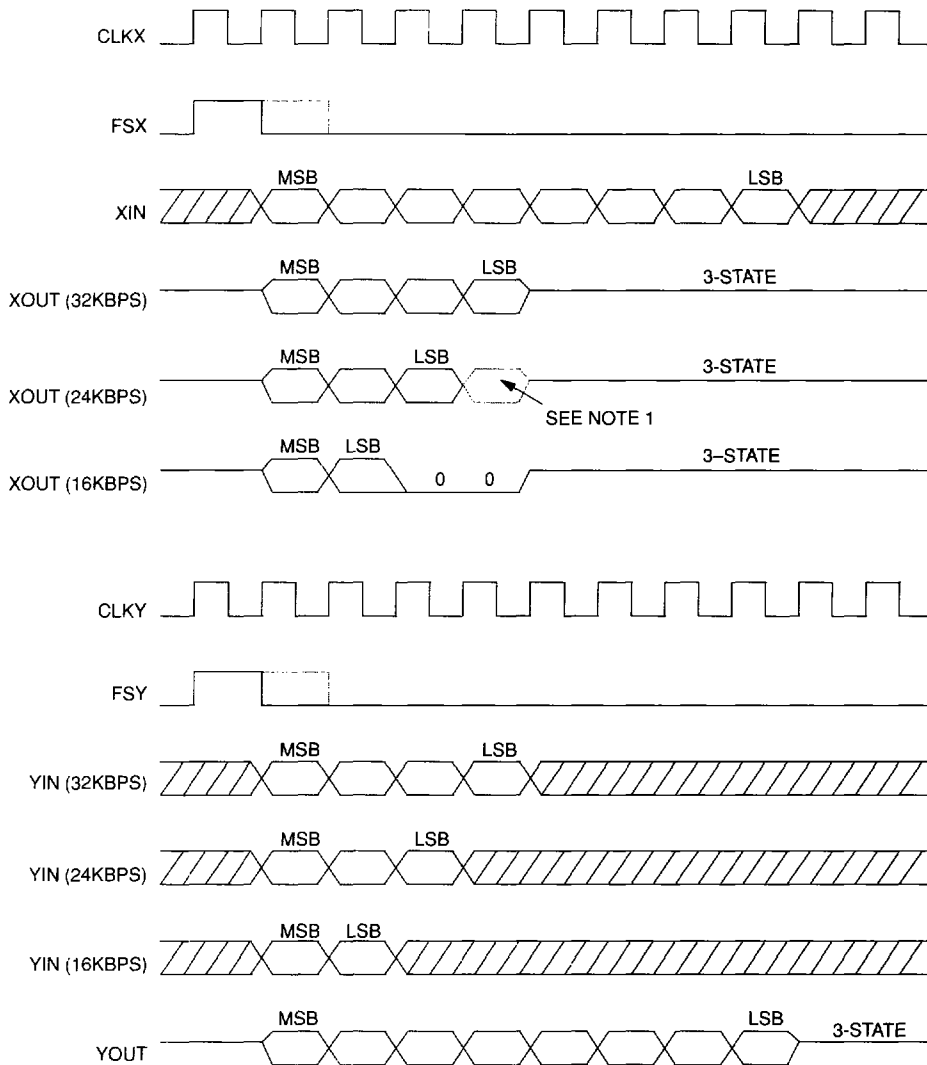 CLKX
FSX
MSB LSB
XIN
MSB LSB 3-STATE
XOUT (32KBPS)
MSB LSB 3-STATE
XOUT (24KBPS)
SEE NOTE 1
MSB LSB 3–STATE
0 0
XOUT (16KBPS)
CLKY
FSY
MSB LSB
YIN (32KBPS)
MSB LSB
YIN (24KBPS)
MSB LSB
YIN (16KBPS)
MSB LSB 3-STATE
YOUT